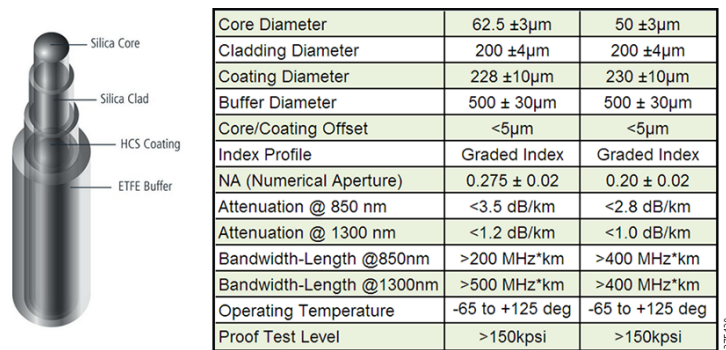 Silica Core
Silica Clad
HCS Coating
ETFE Buffer
Core Diameter 62.5 ±3µm 50 ±3µm
Cladding Diameter 200 ±4µm 200 ±4µm
Coating Diameter 228 ±10µm 230 ±10µm
Buffer Diameter 500 ± 30µm 500 ± 30µm
Core/Coating Offset <5µm <5µm
Index Profile Graded Index Graded Index
NA (Numerical Aperture) 0.275 ± 0.02 0.20 ± 0.02
Attenuation @ 850 nm <3.5 dB/km <2.8 dB/km
Attenuation @ 1300 nm <1.2 dB/km <1.0 dB/km
Bandwidth-Length @850nm >200 MHz*km >400 MHz*km
Bandwidth-Length @1300nm >500 MHz*km >400 MHz*km
Operating Temperature -65 to +125 deg -65 to +125 deg
Proof Test Level >150kpsi >150kpsi